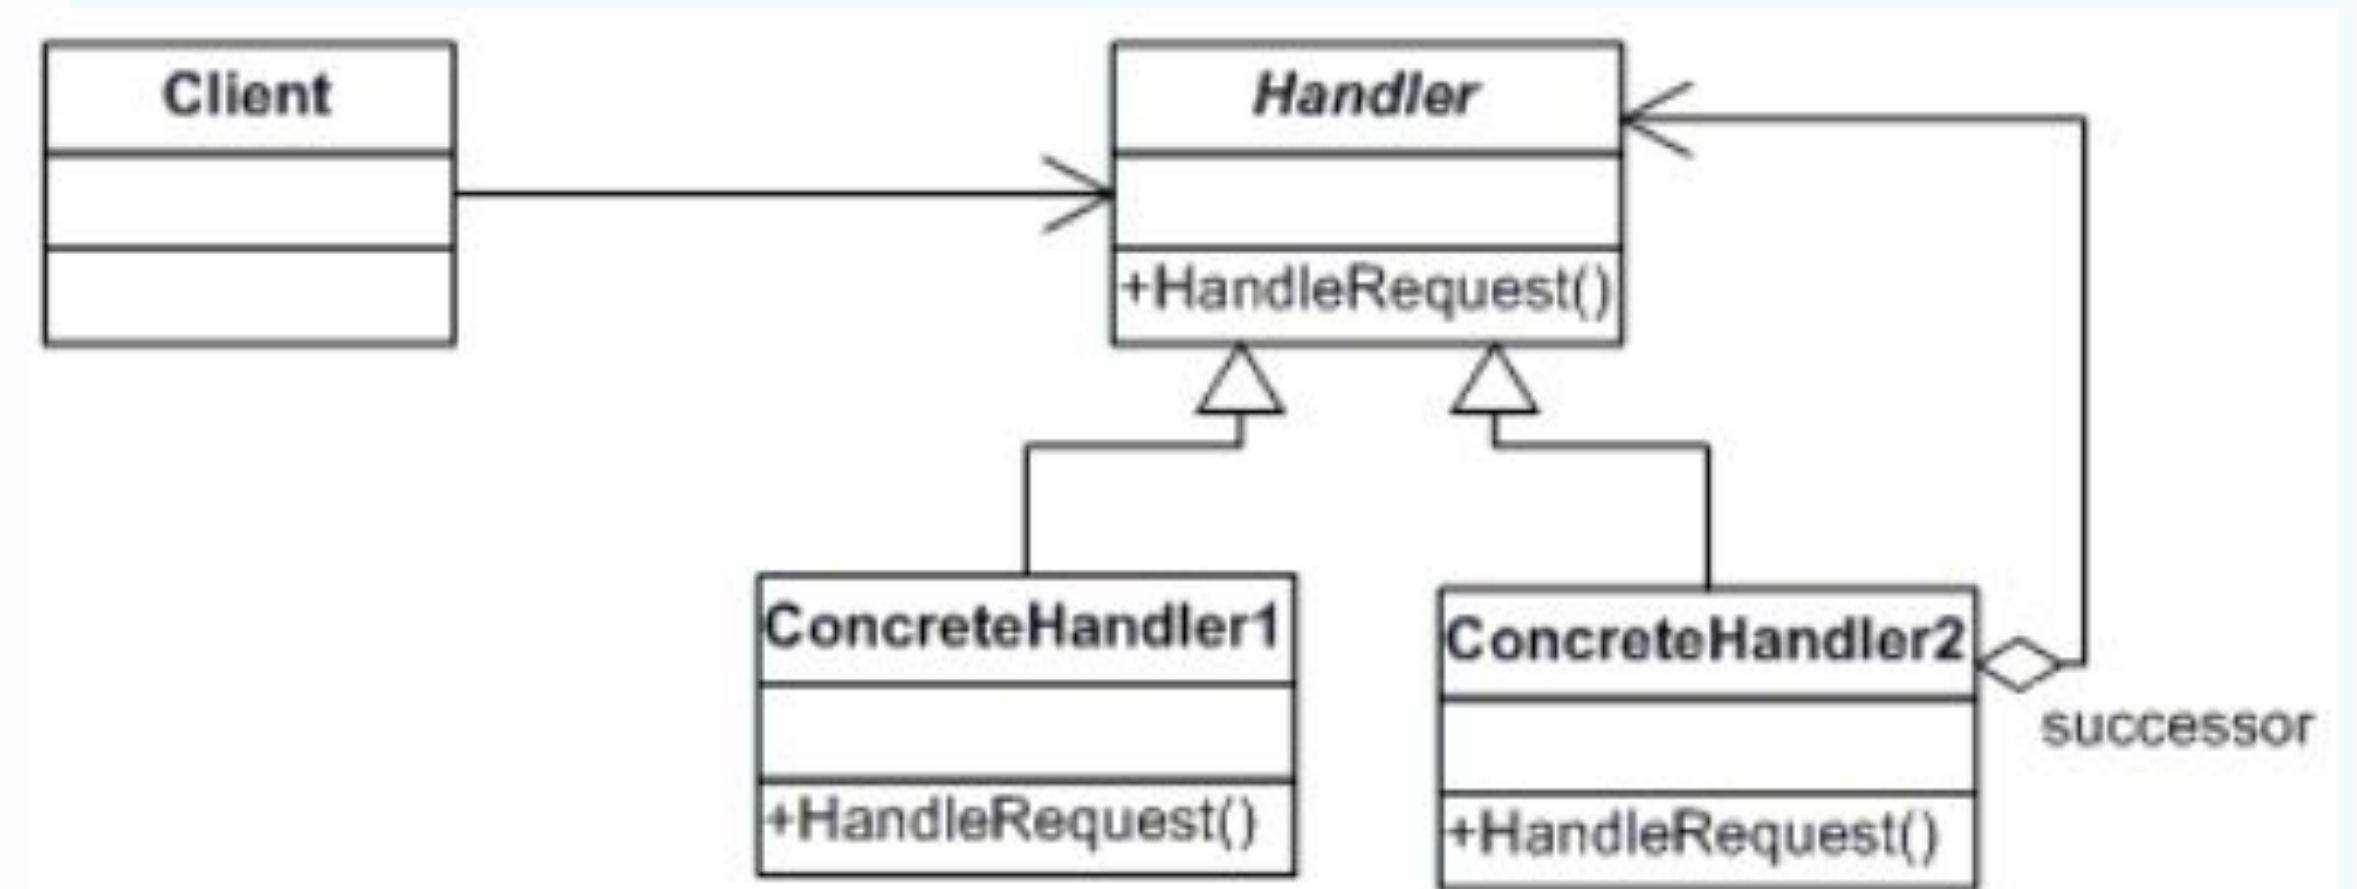 Client
Handler
+HandleRequest()
ConcreteHandler1
+HandleRequest()
ConcreteHandler2
+HandleRequest()
successor